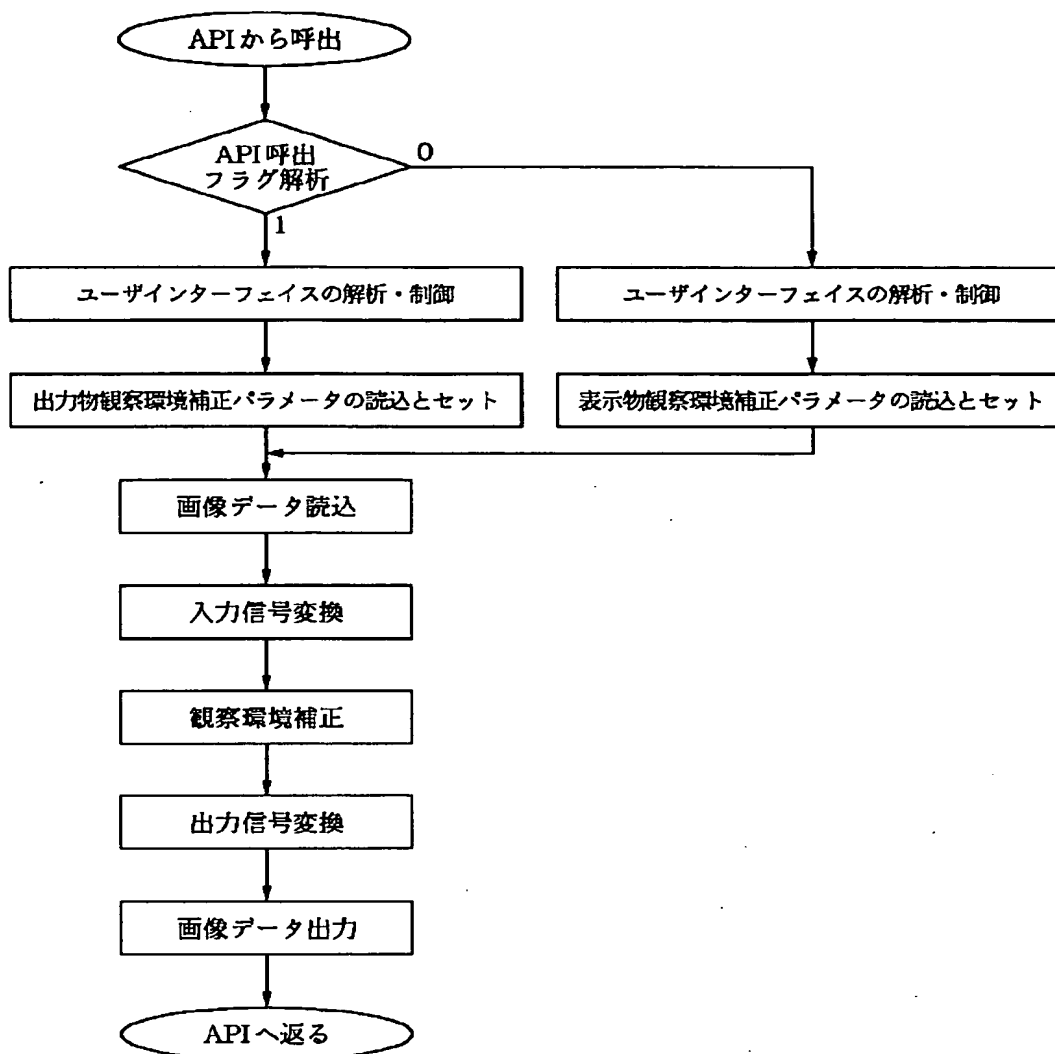 APIから呼出
API呼出
フラグ解析
0
1
ユーザインターフェイスの解析・制御
ユーザインターフェイスの解析・制御
出力物観察環境補正パラメータの読込とセット
表示物観察環境補正パラメータの読込とセット
画像データ読込
入力信号変換
観察環境補正
出力信号変換
画像データ出力
APIへ返る